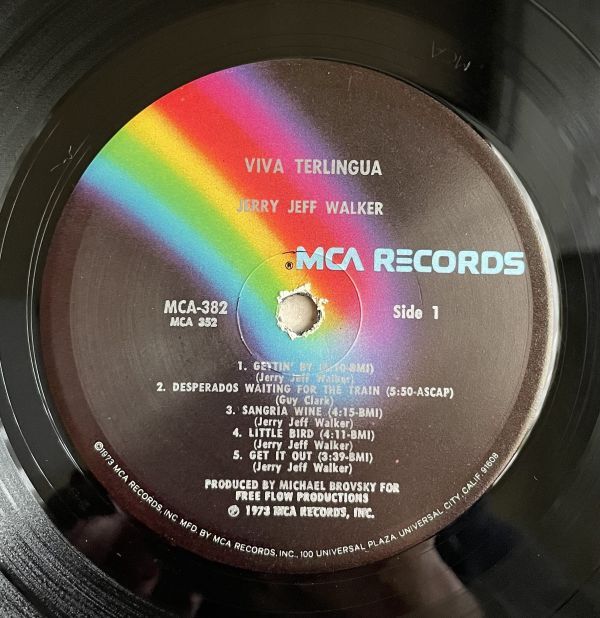 VIVA TERLINGUA
JERRY JEFF WALKER
® MCA RECORDS
MCA-382
MCA 352
Side 1
1. GETTIN' BY (4:10-BMI)
(Jerry Jeff Walker)
2. DESPERADOS WAITING FOR THE TRAIN (5:50-ASCAP)
(Guy Clark)
3. SANGRIA WINE (4:15-BMI)
(Jerry Jeff Walker)
4. LITTLE BIRD (4:11-BMI)
(Jerry Jeff Walker)
5. GET IT OUT (3:39-BMI)
(Jerry Jeff Walker)
PRODUCED BY MICHAEL BROVSKY FOR
FREE FLOW PRODUCTIONS
℗ 1973 MCA RECORDS, INC.
©1973 MCA RECORDS, INC. MFD. BY MCA RECORDS, INC., 100 UNIVERSAL PLAZA, UNIVERSAL CITY, CALIF. 91608
MCA